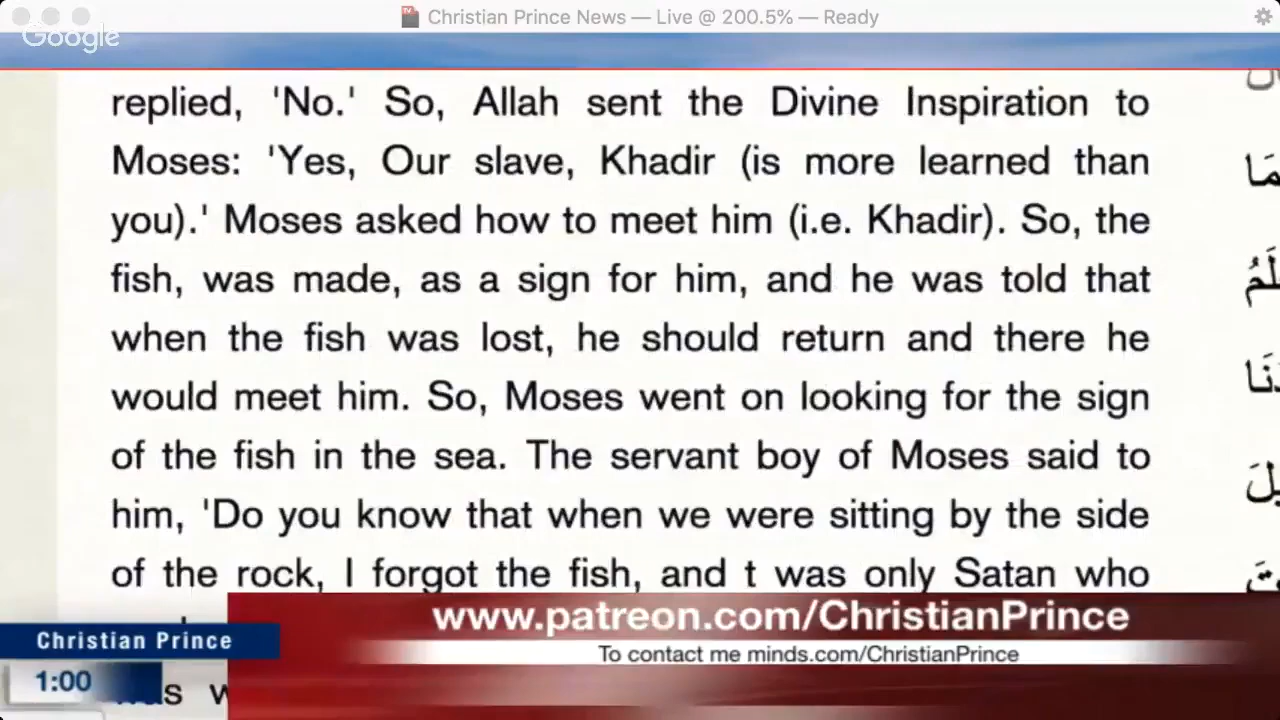 Christian Prince News — Live @ 200.5% — Ready
Google
replied, 'No.' So, Allah sent the Divine Inspiration to
Moses: 'Yes, Our slave, Khadir (is more learned than
you).' Moses asked how to meet him (i.e. Khadir). So, the
fish, was made, as a sign for him, and he was told that
when the fish was lost, he should return and there he
would meet him. So, Moses went on looking for the sign
of the fish in the sea. The servant boy of Moses said to
him, 'Do you know that when we were sitting by the side
of the rock, I forgot the fish, and t was only Satan who
www.patreon.com/ChristianPrince
Christian Prince
To contact me minds.com/ChristianPrince
1:00